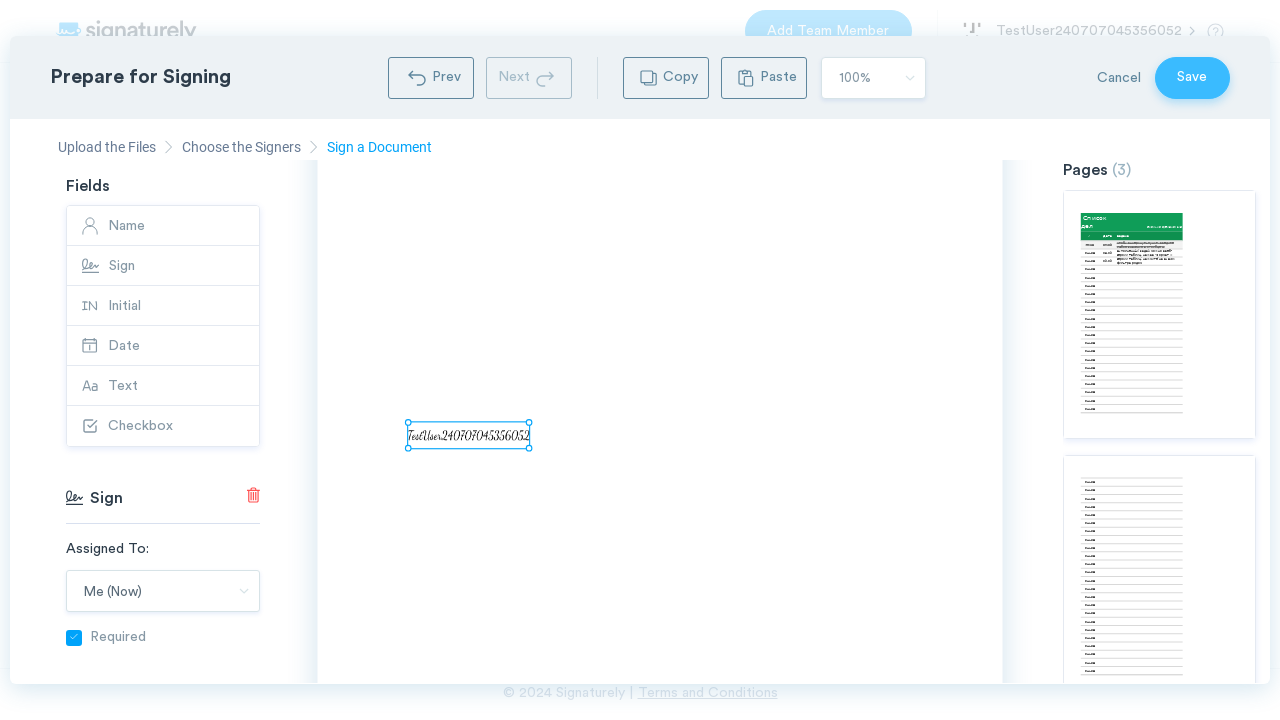 signaturely
Add Team Member
TestUser240707045356052
Prepare for Signing
Prev
Next
Copy
Paste
100%
Cancel
Save
Upload the Files
Choose the Signers
Sign a Document
Fields
Name
Sign
Initial
Date
Text
Checkbox
Sign
Assigned To:
Me (Now)
Required
TestUser240707045356052
Pages (3)
Список
дел
© 2024 Signaturely | Terms and Conditions